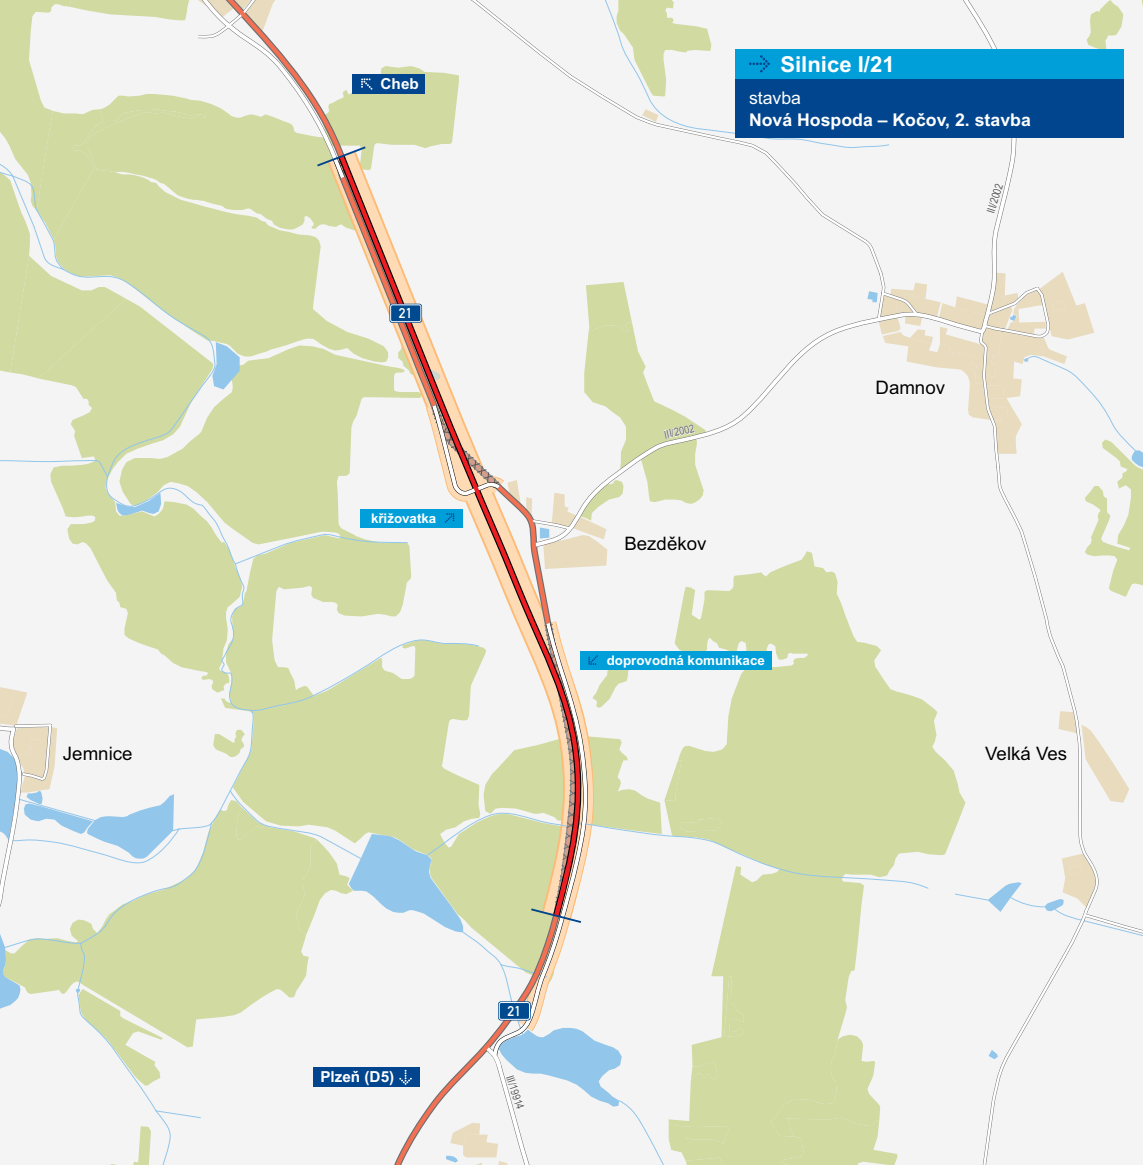 Silnice I/21
stavba
Nová Hospoda – Kočov, 2. stavba
Cheb
III/2002
21
Damnov
III/2002
křižovatka
Bezděkov
doprovodná komunikace
Jemnice
Velká Ves
21
Plzeň (D5)
III/19914